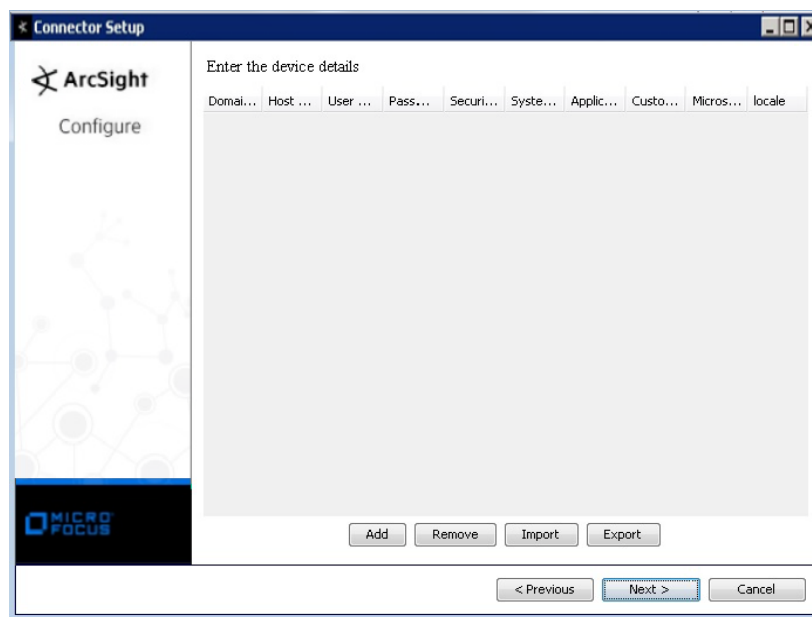 Connector Setup
ArcSight
Configure
Enter the device details
Domai... Host ... User ... Pass... Securi... Syste... Applic... Custo... Micros... locale
MICRO
FOCUS
Add Remove Import Export
< Previous Next > Cancel